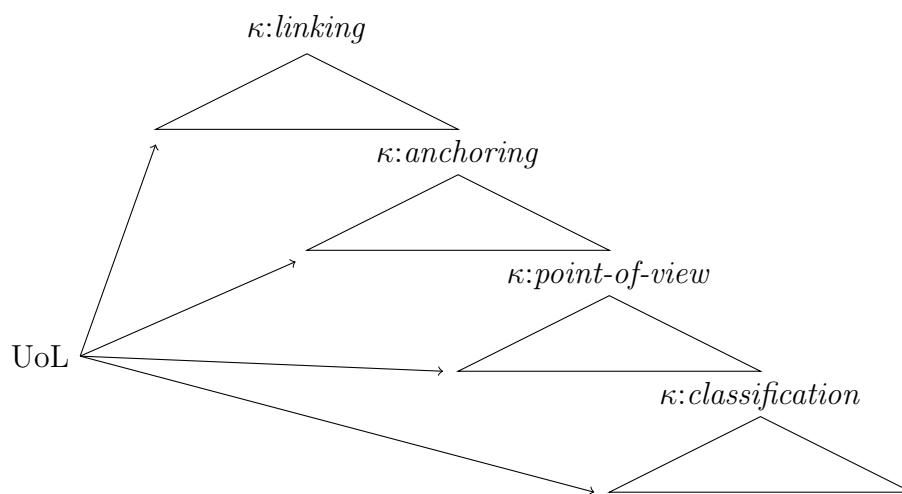 κ:linking
κ:anchoring
κ:point-of-view
UoL
κ:classification